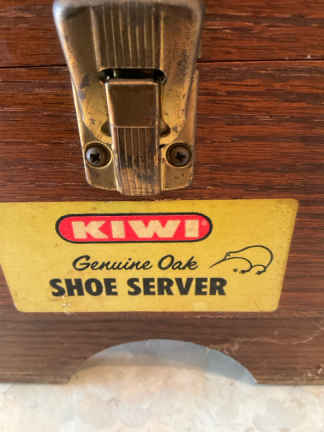 KIWI
Genuine Oak
SHOE SERVER